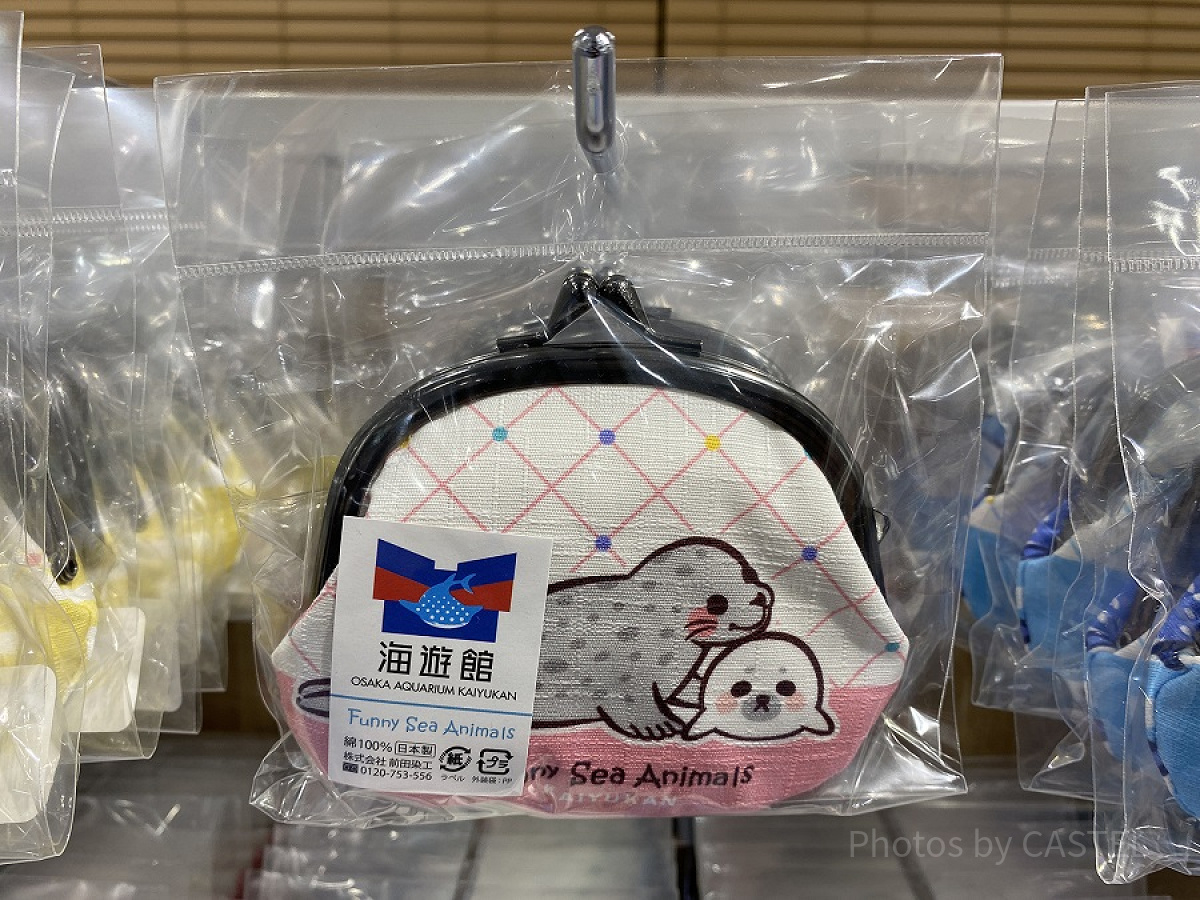 海遊館
OSAKA AQUARIUM KAIYUKAN
Funny Sea Animals
綿100% 日本製
株式会社 前田染工
0120-753-556
紙
ラベル
プラ
外装袋:PP
ny Sea Animals
KAIYUKAN
Photos by CASTEL